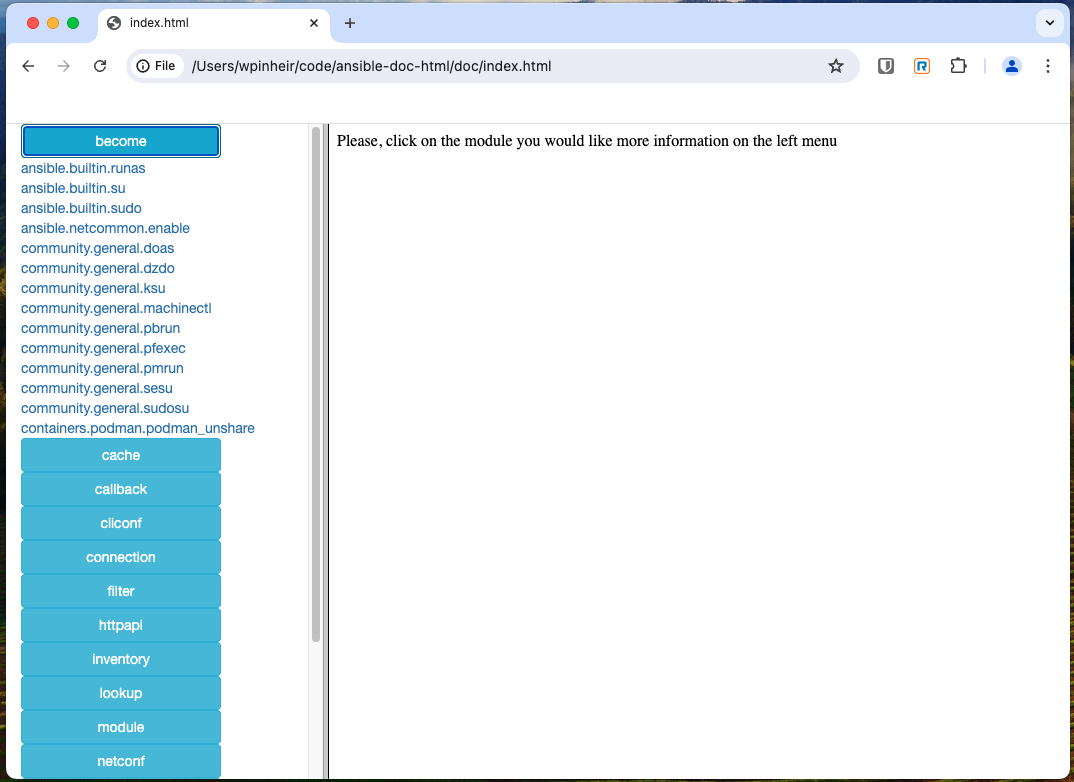 index.html
File
/Users/wpinheir/code/ansible-doc-html/doc/index.html
become
ansible.builtin.runas
ansible.builtin.su
ansible.builtin.sudo
ansible.netcommon.enable
community.general.doas
community.general.dzdo
community.general.ksu
community.general.machinectl
community.general.pbrun
community.general.pfexec
community.general.pmrun
community.general.sesu
community.general.sudosu
containers.podman.podman_unshare
cache
callback
cliconf
connection
filter
httpapi
inventory
lookup
module
netconf
Please, click on the module you would like more information on the left menu